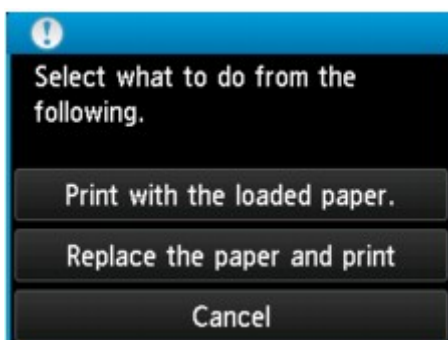 Select what to do from the
following.
Print with the loaded paper.
Replace the paper and print
Cancel